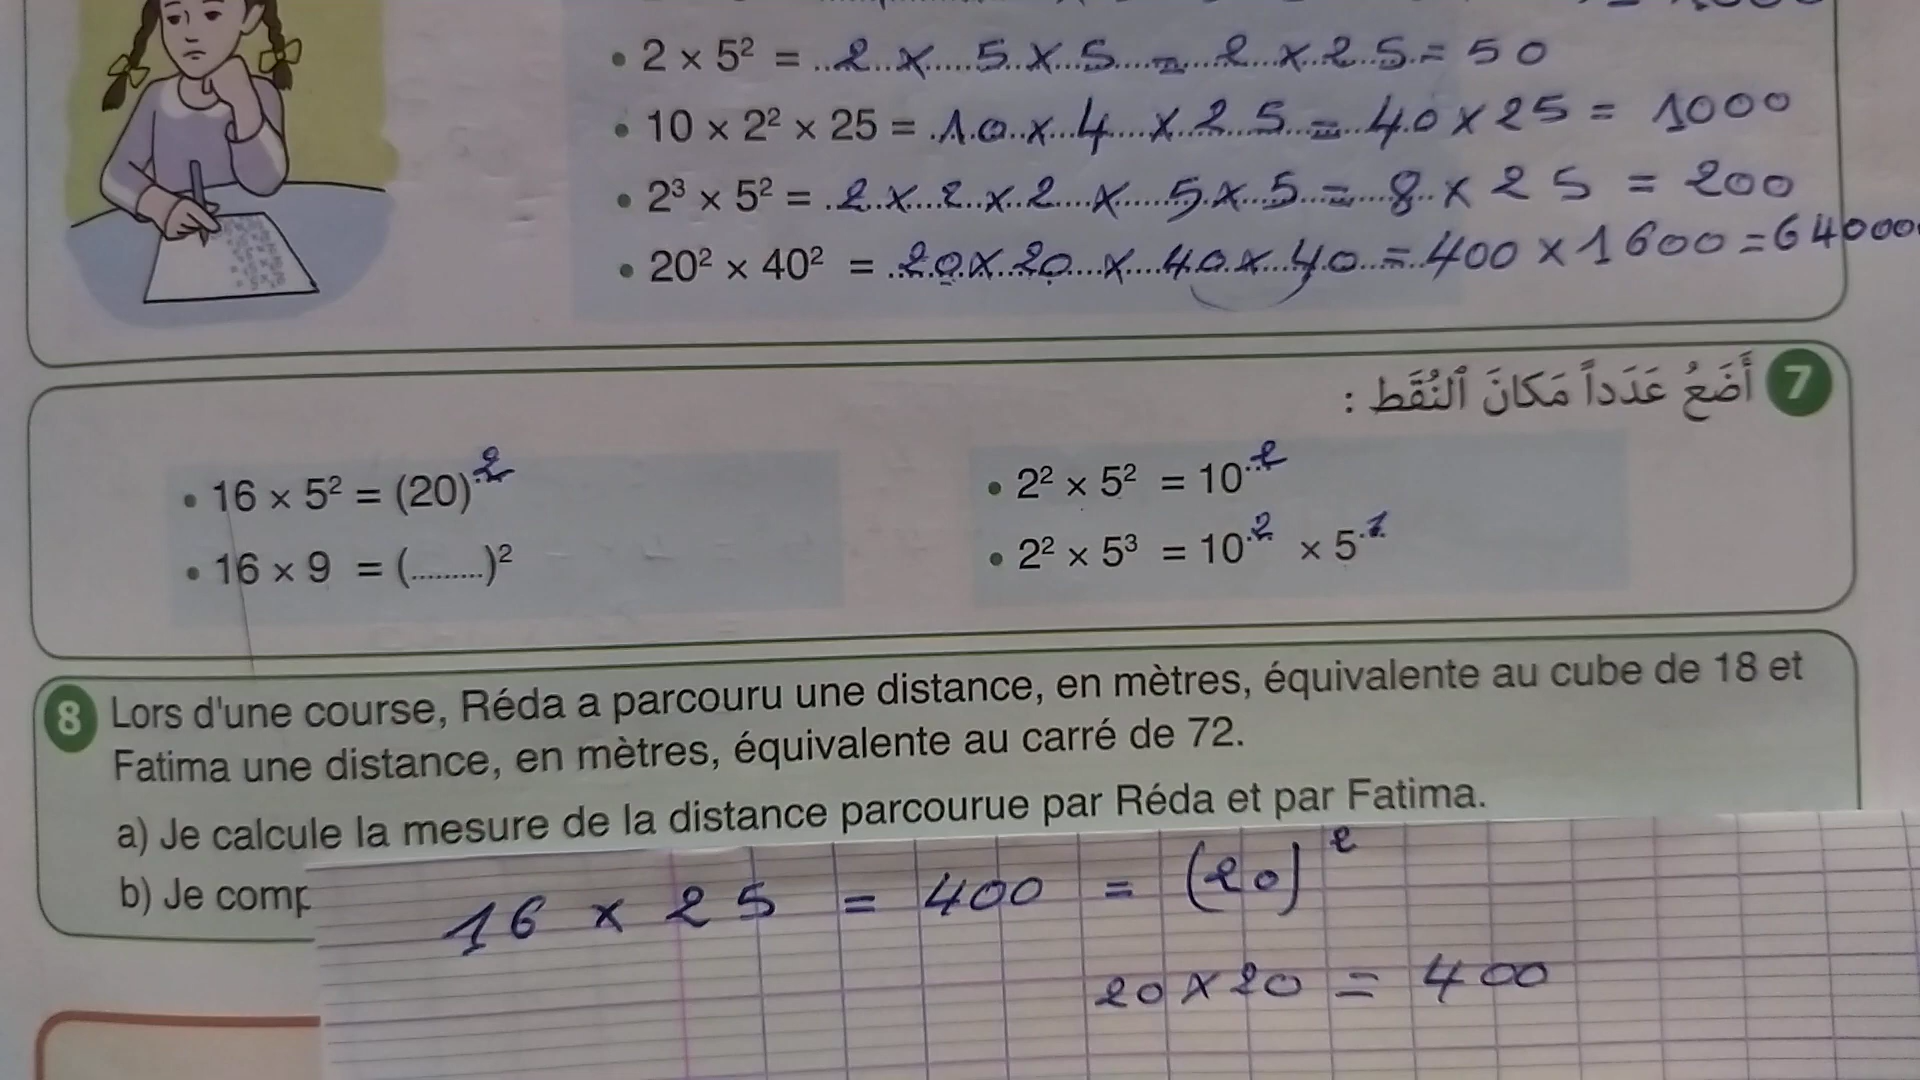 • 2 × 5² = 2 × 5 × 5 = 2 × 25 = 50
• 10 × 2² × 25 = 10 × 4 × 25 = 40 × 25 = 1000
• 2³ × 5² = 2 × 2 × 2 × 5 × 5 = 8 × 25 = 200
• 20² × 40² = 20 × 20 × 40 × 40 = 400 × 1600 = 64000
7 أَضَعُ عَدَداً مَكانَ ٱلنُّقَط :
• 16 × 5² = (20)²
• 2² × 5² = 10²
• 16 × 9 = (.........)²
• 2² × 5³ = 10² × 5¹
8 Lors d'une course, Réda a parcouru une distance, en mètres, équivalente au cube de 18 et
Fatima une distance, en mètres, équivalente au carré de 72.
a) Je calcule la mesure de la distance parcourue par Réda et par Fatima.
b) Je comp
16 × 25 = 400 = (20)²
20 × 20 = 400